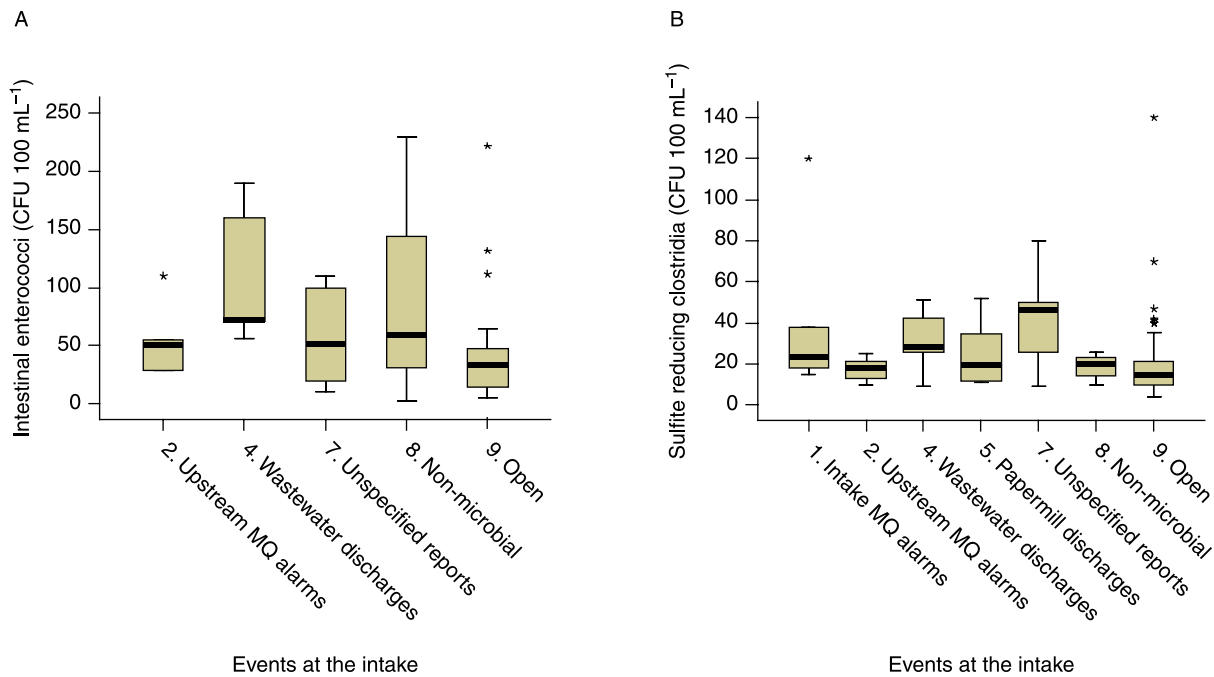 A
Intestinal enterococci (CFU 100 mL⁻¹)
250
200
150
100
50
0
2. Upstream MQ alarms
4. Wastewater discharges
7. Unspecified reports
8. Non-microbial
9. Open
Events at the intake
B
Sulfite reducing clostridia (CFU 100 mL⁻¹)
140
120
100
80
60
40
20
0
1. Intake MQ alarms
2. Upstream MQ alarms
4. Wastewater discharges
5. Papermill discharges
7. Unspecified reports
8. Non-microbial
9. Open
Events at the intake